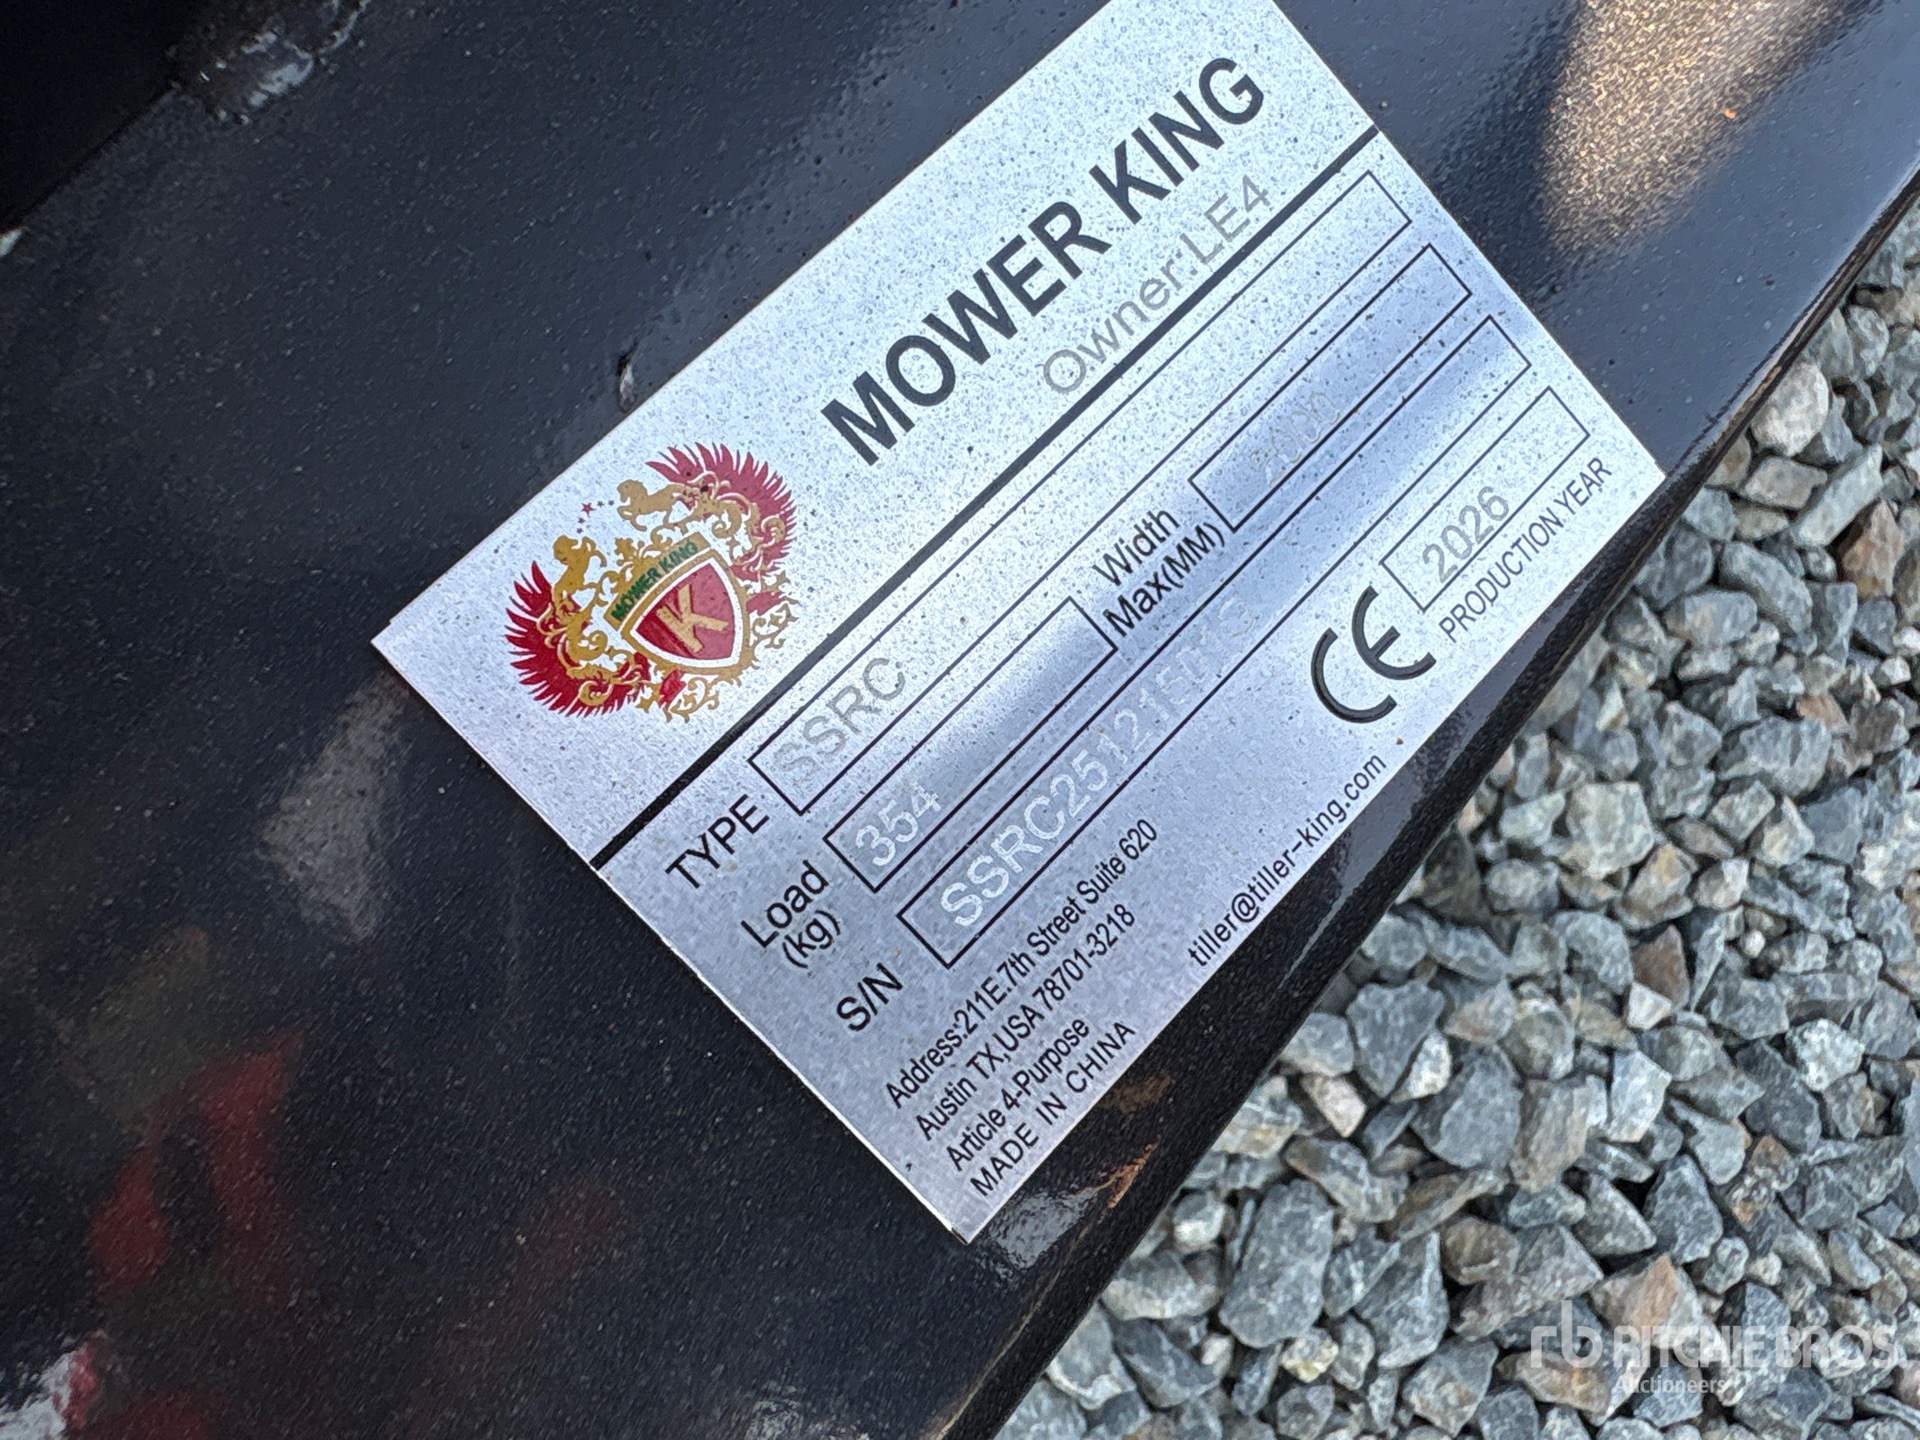 MOWER KING
Owner:LE4
MOWER KING
K
TYPE SSRC
Load (kg) 354
Width Max(MM) 2000
S/N
CE
2026
PRODUCTION YEAR
Address:211E.7th Street Suite 620
Austin TX,USA78701-3218
Article 4-Purpose
MADE IN CHINA
tiller@tiller-king.com
rb RITCHIE BROS.
Auctioneers